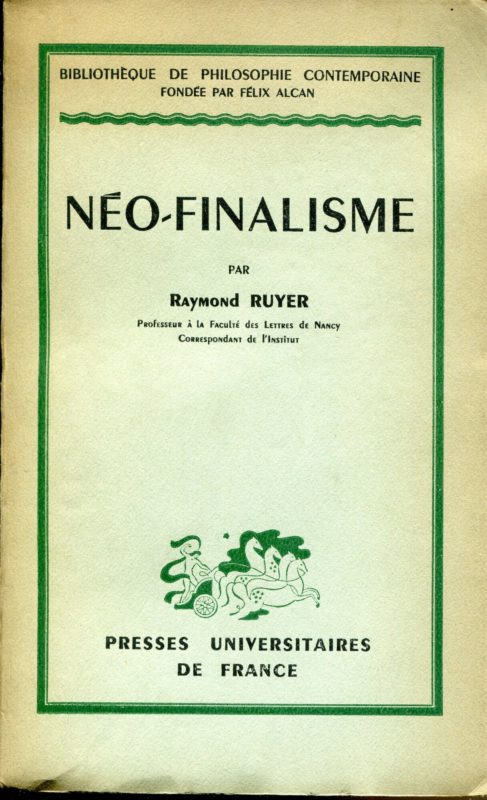 BIBLIOTHÈQUE DE PHILOSOPHIE CONTEMPORAINE
FONDÉE PAR FÉLIX ALCAN
NÉO-FINALISME
PAR
Raymond RUYER
Professeur à la Faculté des Lettres de Nancy
Correspondant de l'Institut
PRESSES UNIVERSITAIRES
DE FRANCE